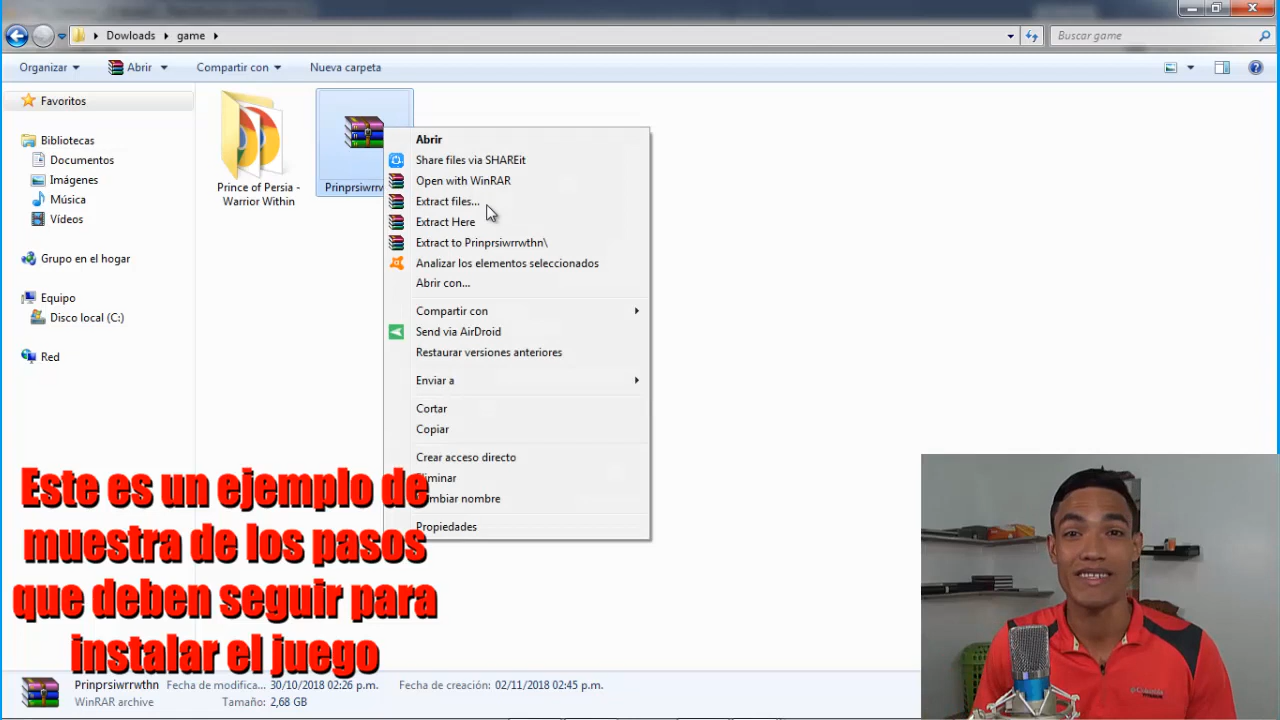 Dowloads
game
Buscar game
Organizar
Abrir
Compartir con
Nueva carpeta
Favoritos
Bibliotecas
Documentos
Imágenes
Música
Vídeos
Grupo en el hogar
Equipo
Disco local (C:)
Red
Prince of Persia -
Warrior Within
Prinprsiwrrw
Abrir
Share files via SHAREit
Open with WinRAR
Extract files...
Extract Here
Extract to Prinprsiwrrwthn\
Analizar los elementos seleccionados
Abrir con...
Compartir con
Send via AirDroid
Restaurar versiones anteriores
Enviar a
Cortar
Copiar
Crear acceso directo
liminar
mbiar nombre
Propiedades
Este es un ejemplo de
muestra de los pasos
que deben seguir para
instalar el juego
Prinprsiwrrwthn
Fecha de modifica... 30/10/2018 02:26 p.m.
Fecha de creación: 02/11/2018 02:45 p.m.
WinRAR archive
Tamaño: 2,68 GB
Columbia